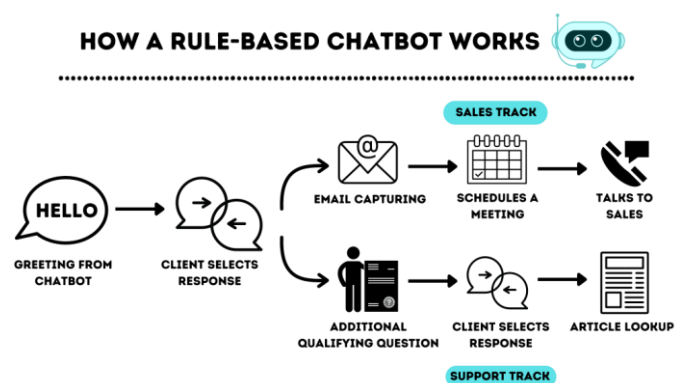 HOW A RULE-BASED CHATBOT WORKS
SALES TRACK
@
EMAIL CAPTURING
SCHEDULES A
MEETING
TALKS TO
SALES
HELLO
GREETING FROM
CHATBOT
CLIENT SELECTS
RESPONSE
?
ADDITIONAL
QUALIFYING QUESTION
CLIENT SELECTS
RESPONSE
ARTICLE LOOKUP
SUPPORT TRACK